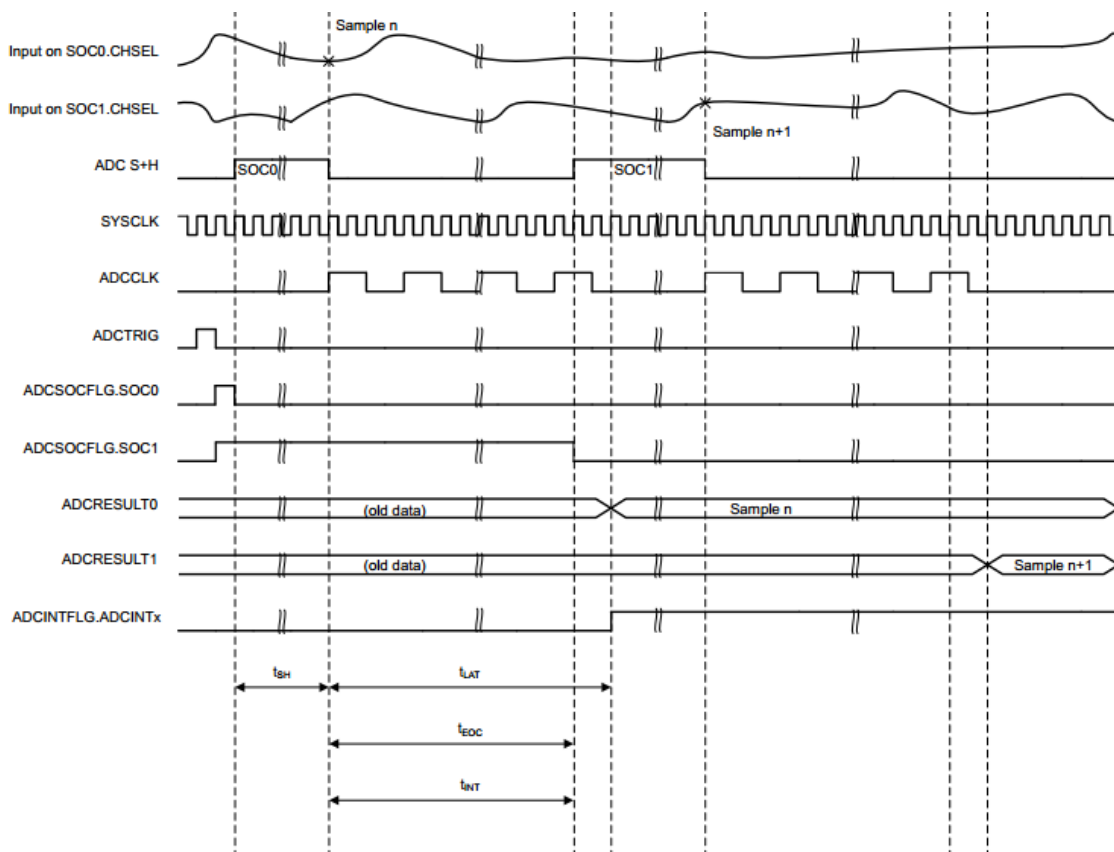 Sample n
Input on SOC0.CHSEL
Input on SOC1.CHSEL
Sample n+1
ADC S+H
SOC0
SOC1
SYSCLK
ADCCLK
ADCTRIG
ADCSOCFLG.SOC0
ADCSOCFLG.SOC1
ADCRESULT0
(old data)
Sample n
ADCRESULT1
(old data)
Sample n+1
ADCINTFLG.ADCINTx
tSH
tLAT
tEOC
tINT